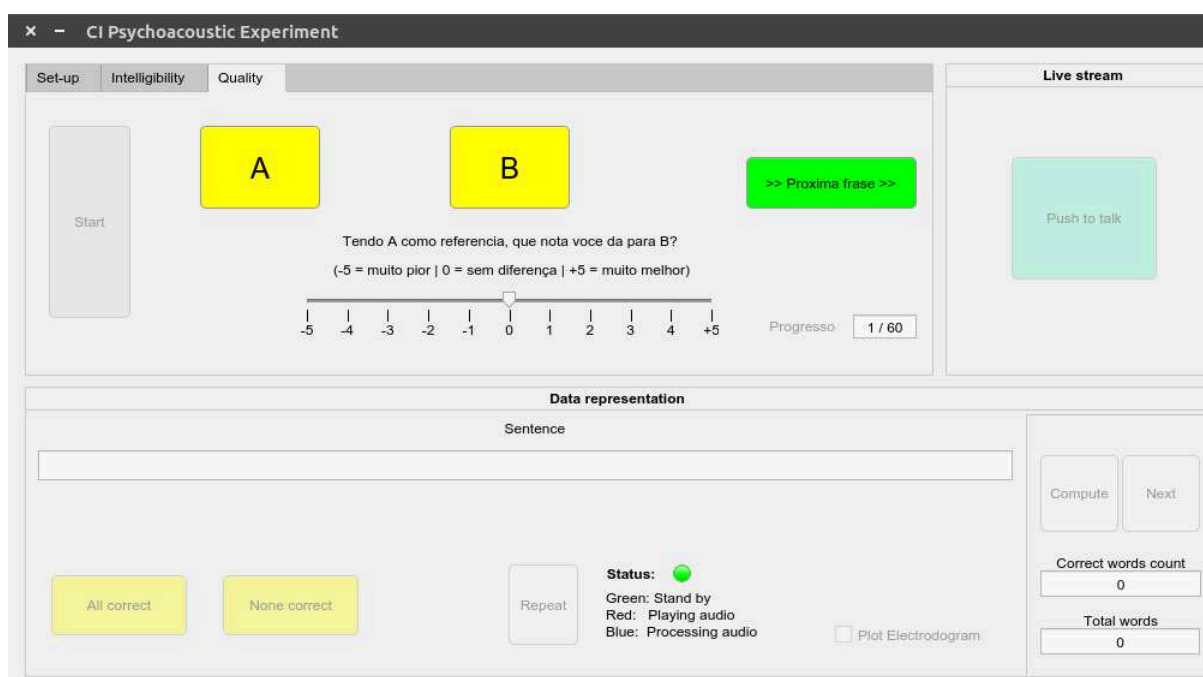 CI Psychoacoustic Experiment
Set-up Intelligibility Quality
Live stream
Start
A
B
>> Proxima frase >>
Push to talk
Tendo A como referencia, que nota voce da para B?
(-5 = muito pior | 0 = sem diferença | +5 = muito melhor)
-5 -4 -3 -2 -1 0 1 2 3 4 +5
Progresso 1 / 60
Data representation
Sentence
Compute Next
All correct
None correct
Repeat
Status:
Green: Stand by
Red: Playing audio
Blue: Processing audio
Plot Electrodogram
Correct words count
0
Total words
0